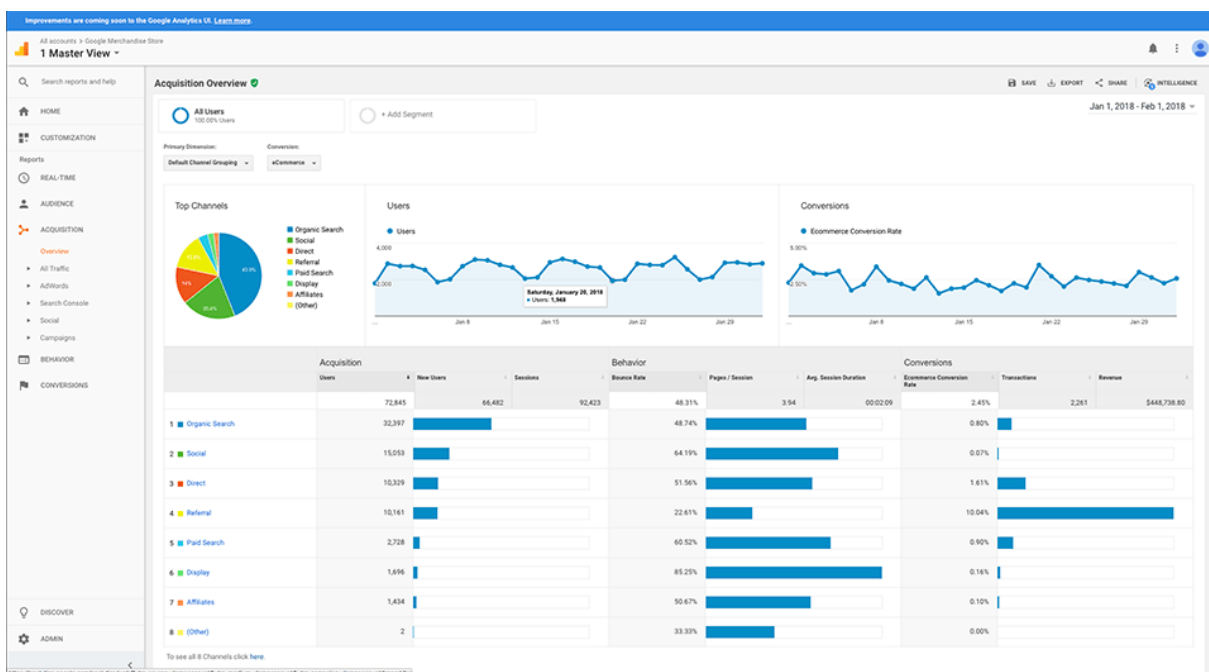 Improvements are coming soon to the Google Analytics UI. Learn more.
All accounts > Google Merchandise Store
1 Master View
Search reports and help
HOME
CUSTOMIZATION
Reports
REAL-TIME
AUDIENCE
ACQUISITION
Overview
All Traffic
AdWords
Search Console
Social
Campaigns
BEHAVIOR
CONVERSIONS
DISCOVER
ADMIN
Acquisition Overview
SAVE
EXPORT
SHARE
INTELLIGENCE
All Users
100.00% Users
+ Add Segment
Jan 1, 2018 - Feb 1, 2018
Primary Dimension:
Conversion:
Default Channel Grouping
eCommerce
Top Channels
Organic Search
Social
Direct
Referral
Paid Search
Display
Affiliates
(Other)
Users
Users
4,000
2,000
Saturday, January 20, 2018
Users: 1,968
... Jan 8 Jan 15 Jan 22 Jan 29
Conversions
Ecommerce Conversion Rate
5.00%
2.50%
... Jan 8 Jan 15 Jan 22 Jan 29
Acquisition Behavior Conversions
Users New Users Sessions Bounce Rate Pages / Session Avg. Session Duration Ecommerce Conversion Rate Transactions Revenue
72,845 66,482 92,423 48.31% 3.94 00:02:09 2.45% 2,261 $448,738.80
1 Organic Search 32,397 48.74% 0.80%
2 Social 15,053 64.19% 0.07%
3 Direct 10,329 51.56% 1.61%
4 Referral 10,161 22.61% 10.04%
5 Paid Search 2,728 60.52% 0.90%
6 Display 1,696 85.25% 0.16%
7 Affiliates 1,434 50.67% 0.10%
8 (Other) 2 33.33% 0.00%
To see all 8 Channels click here.